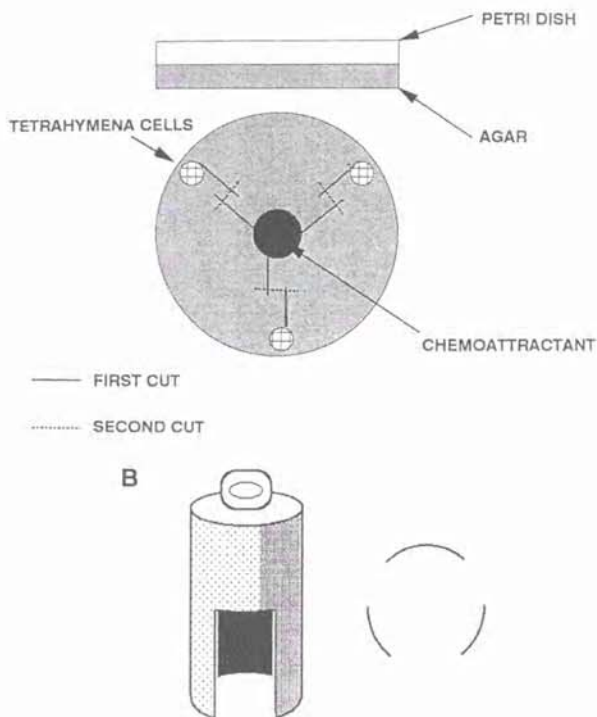 PETRI DISH
TETRAHYMENA CELLS
AGAR
CHEMOATTRACTANT
FIRST CUT
SECOND CUT
B